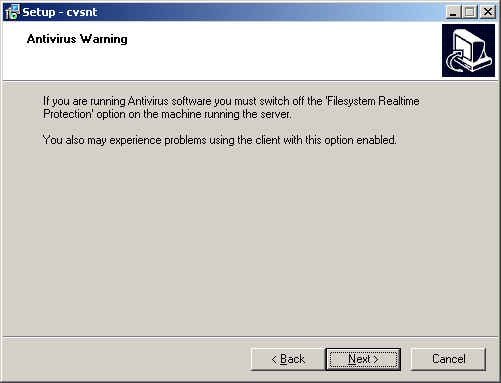 Setup - cvsnt
Antivirus Warning
If you are running Antivirus software you must switch off the 'Filesystem Realtime
Protection' option on the machine running the server.
You also may experience problems using the client with this option enabled.
< Back
Next >
Cancel